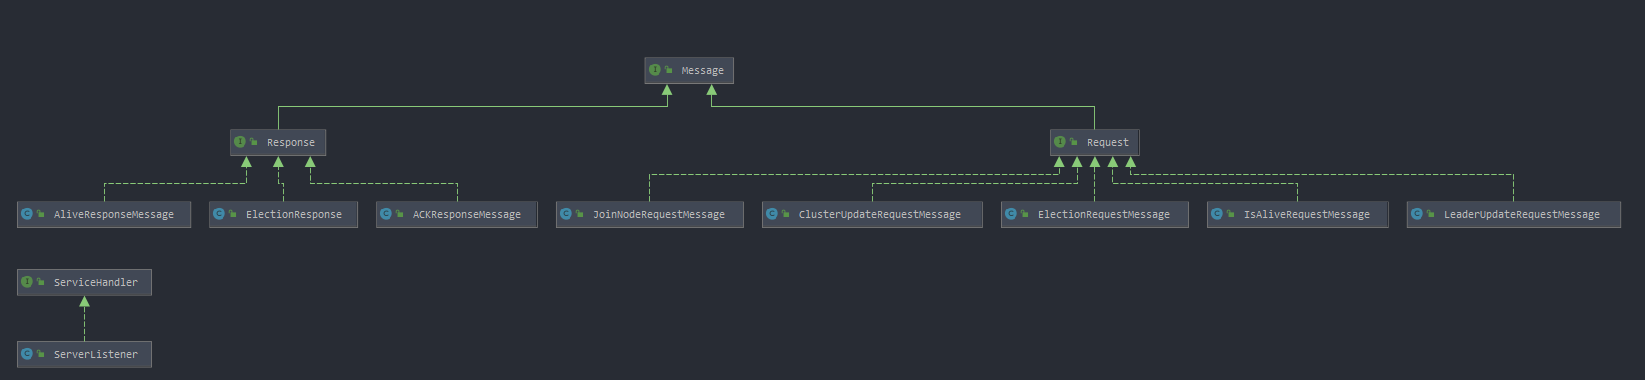 Message
Response
Request
AliveResponseMessage
ElectionResponse
ACKResponseMessage
JoinNodeRequestMessage
ClusterUpdateRequestMessage
ElectionRequestMessage
IsAliveRequestMessage
LeaderUpdateRequestMessage
ServiceHandler
ServerListener